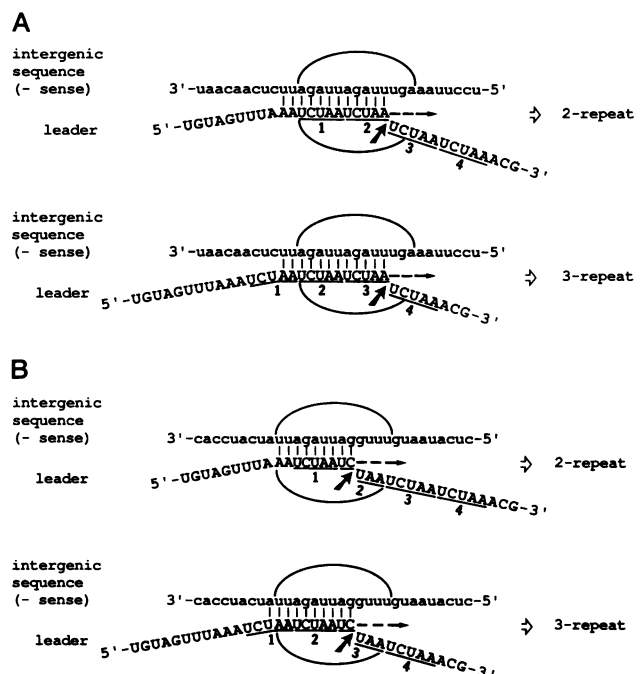 A
intergenic
sequence
(- sense)
3'-uaacaacucuuagauuagauuugaaauuccu-5'
leader
5'-UGUAGUUUAAAUCUAAUCUAA
UCUAAUCUAAACG-3'
1 2 3 4
2-repeat
intergenic
sequence
(- sense)
3'-uaacaacucuuagauuagauuugaaauuccu-5'
leader
5'-UGUAGUUUAAAUCUAAUCUAAUCUAA
UCUAAACG-3'
1 2 3 4
3-repeat
B
intergenic
sequence
(- sense)
3'-caccuacuauuagauuagguuuguaauacuc-5'
leader
5'-UGUAGUUUAAAUCUAAUC
UAAUCUAAUCUAAACG-3'
1 2 3 4
2-repeat
intergenic
sequence
(- sense)
3'-caccuacuauuagauuagguuuguaauacuc-5'
leader
5'-UGUAGUUUAAAUCUAAUCUAAUC
UAAUCUAAACG-3'
1 2 3 4
3-repeat